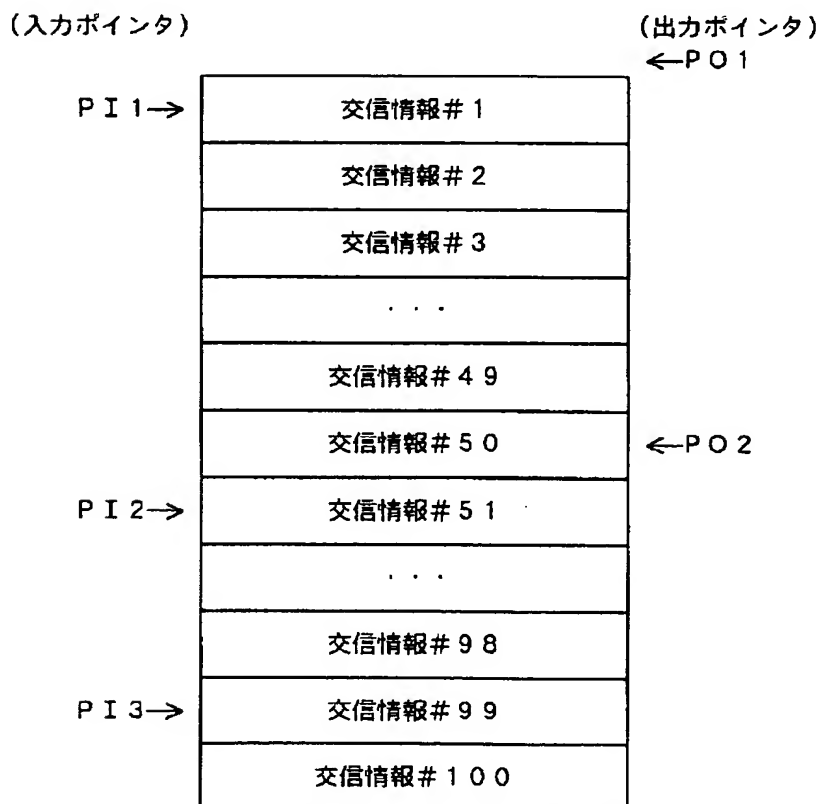 (入力ポインタ)
(出力ポインタ)
←PO1
PI1→
交信情報#1
交信情報#2
交信情報#3
・・・
交信情報#49
交信情報#50
←PO2
PI2→
交信情報#51
・・・
交信情報#98
PI3→
交信情報#99
交信情報#100